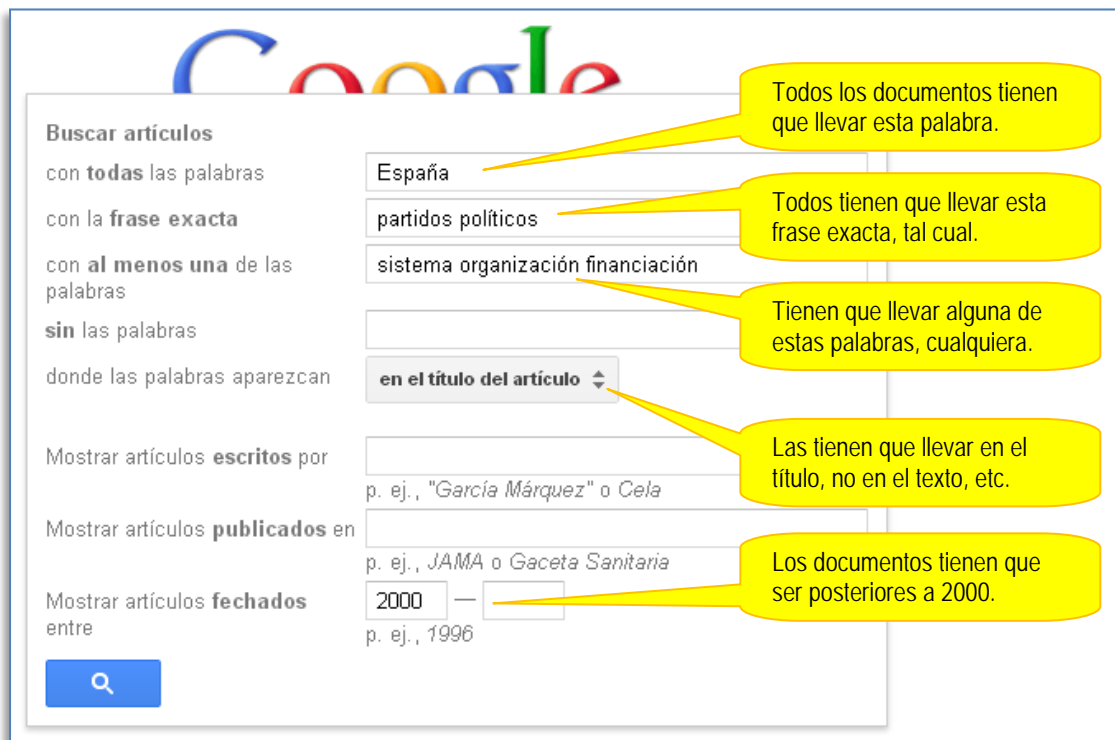 Google
Buscar artículos
con todas las palabras
España
Todos los documentos tienen
que llevar esta palabra.
con la frase exacta
partidos políticos
Todos tienen que llevar esta
frase exacta, tal cual.
con al menos una de las
palabras
sistema organización financiación
Tienen que llevar alguna de
estas palabras, cualquiera.
sin las palabras
donde las palabras aparezcan
en el título del artículo
Las tienen que llevar en el
título, no en el texto, etc.
Mostrar artículos escritos por
p. ej., "García Márquez" o Cela
Mostrar artículos publicados en
p. ej., JAMA o Gaceta Sanitaria
Los documentos tienen que
ser posteriores a 2000.
Mostrar artículos fechados
entre
2000 —
p. ej., 1996